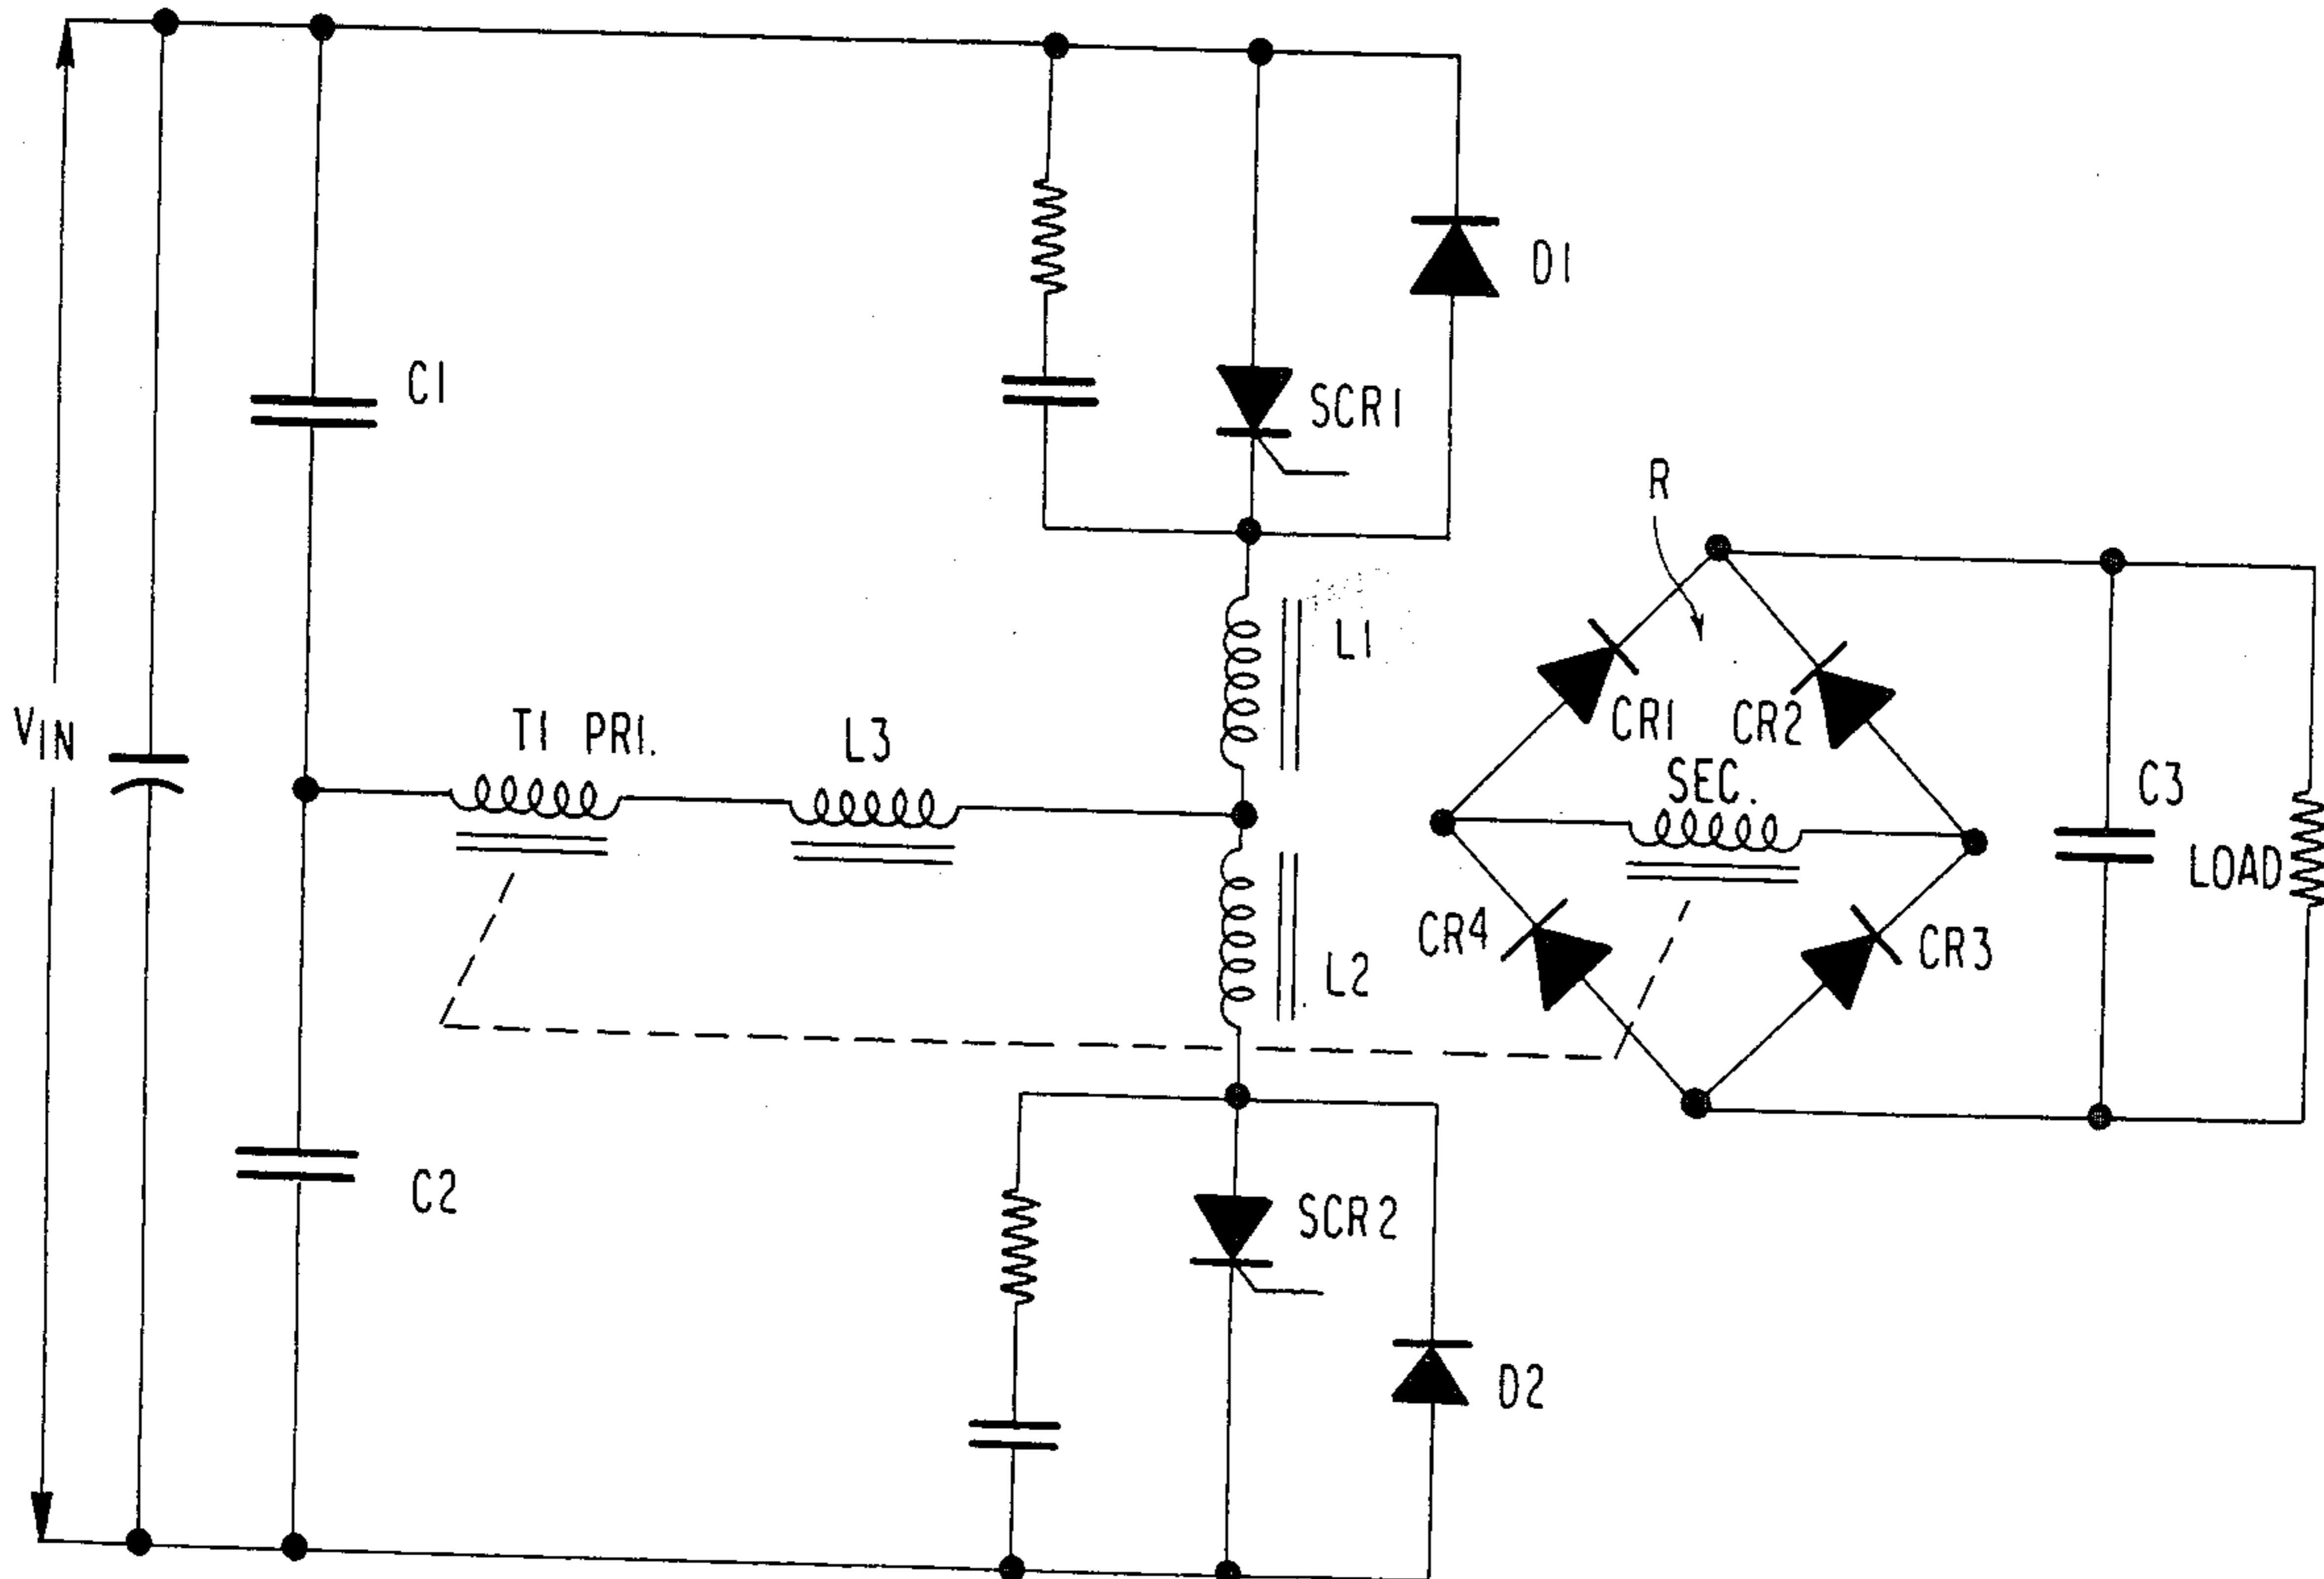 C1
D1
SCR1
R
L1
VIN
T1 PRI.
L3
CR1
CR2
SEC.
C3
LOAD
CR4
CR3
L2
C2
SCR2
D2